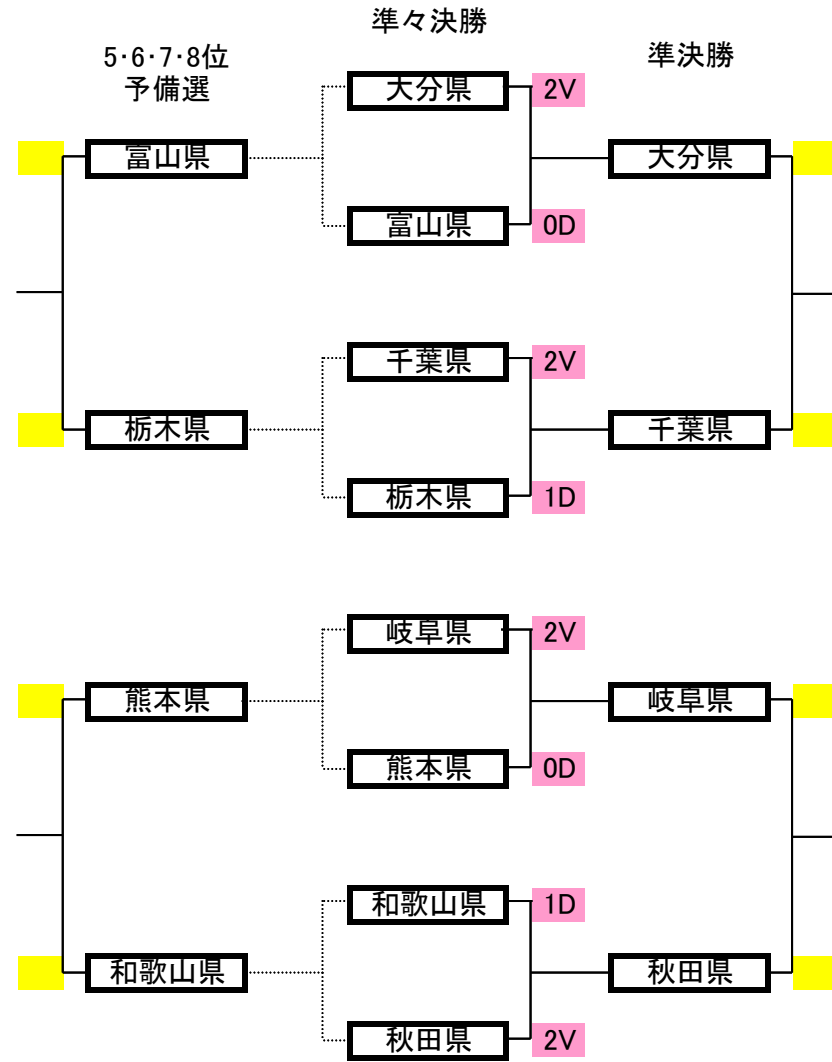 準々決勝
5・6・7・8位
予備選
準決勝
大分県 2V
富山県
大分県
富山県 0D
千葉県 2V
栃木県
千葉県
栃木県 1D
岐阜県 2V
熊本県
岐阜県
熊本県 0D
和歌山県 1D
和歌山県
秋田県
秋田県 2V